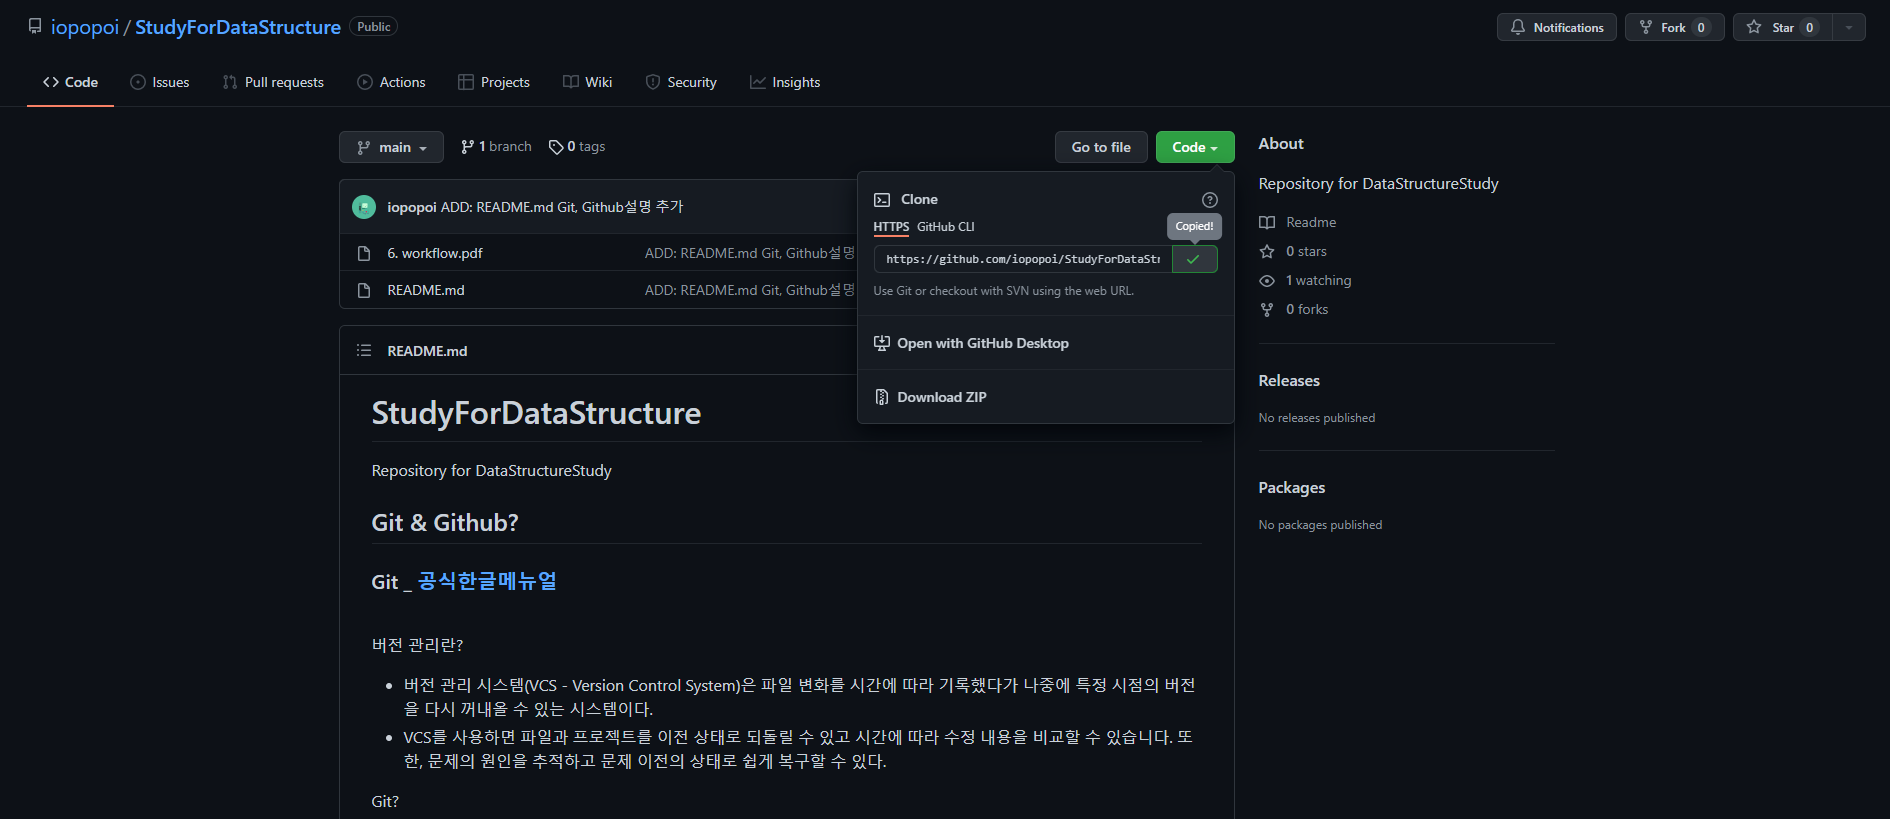 iopopoi / StudyForDataStructure Public
Notifications Fork 0 Star 0
Code Issues Pull requests Actions Projects Wiki Security Insights
main 1 branch 0 tags Go to file Code
iopopoi ADD: README.md Git, Github설명 추가
6. workflow.pdf ADD: README.md Git, Github설명
README.md ADD: README.md Git, Github설명
Clone
HTTPS GitHub CLI
Copied!
https://github.com/iopopoi/StudyForDataStr
Use Git or checkout with SVN using the web URL.
Open with GitHub Desktop
Download ZIP
README.md
StudyForDataStructure
Repository for DataStructureStudy
Git & Github?
Git _ 공식한글메뉴얼
버전 관리란?
버전 관리 시스템(VCS - Version Control System)은 파일 변화를 시간에 따라 기록했다가 나중에 특정 시점의 버전
을 다시 꺼내올 수 있는 시스템이다.
VCS를 사용하면 파일과 프로젝트를 이전 상태로 되돌릴 수 있고 시간에 따라 수정 내용을 비교할 수 있습니다. 또
한, 문제의 원인을 추적하고 문제 이전의 상태로 쉽게 복구할 수 있다.
Git?
About
Repository for DataStructureStudy
Readme
0 stars
1 watching
0 forks
Releases
No releases published
Packages
No packages published